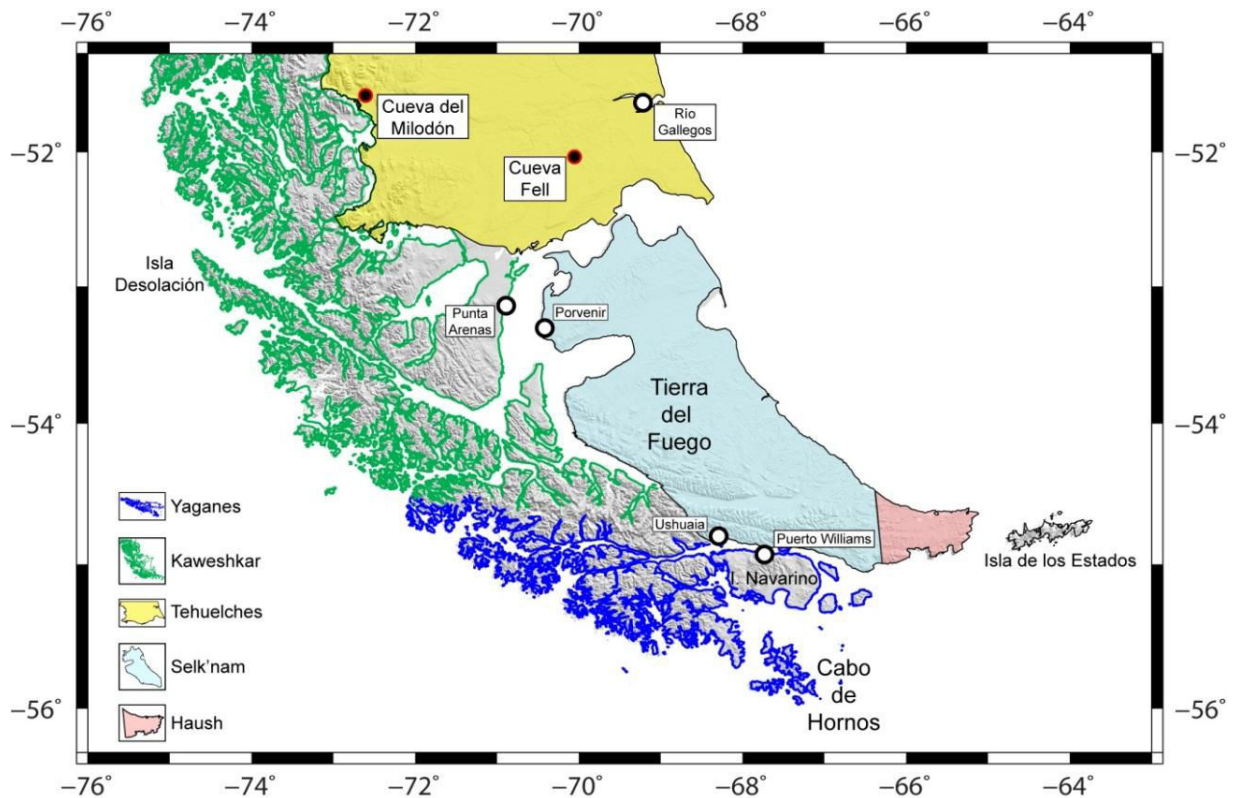 −76° −74° −72° −70° −68° −66° −64°
Cueva del
Milodón
Río
Gallegos
−52° −52°
Cueva
Fell
Isla
Desolación
Punta
Arenas
Porvenir
Tierra
del
Fuego
−54° −54°
Yaganes
Ushuaia
Puerto Williams
Isla de los Estados
Kaweshkar
I. Navarino
Tehuelches
Selk'nam
Cabo
de
Hornos
Haush
−56° −56°
−76° −74° −72° −70° −68° −66° −64°